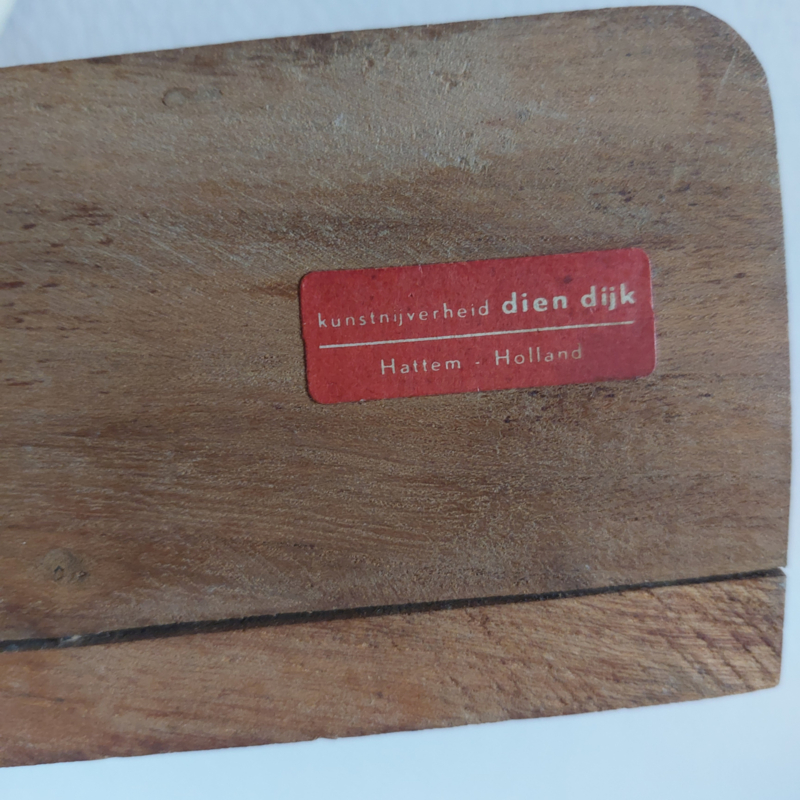 kunstnijverheid dien dijk
Hattem - Holland